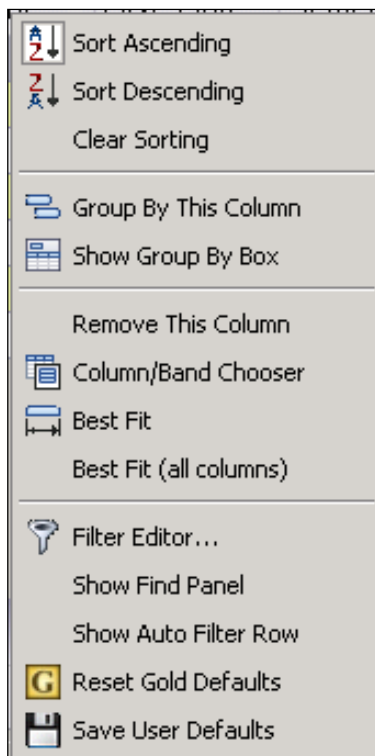 Sort Ascending
Sort Descending
Clear Sorting
Group By This Column
Show Group By Box
Remove This Column
Column/Band Chooser
Best Fit
Best Fit (all columns)
Filter Editor...
Show Find Panel
Show Auto Filter Row
G Reset Gold Defaults
Save User Defaults